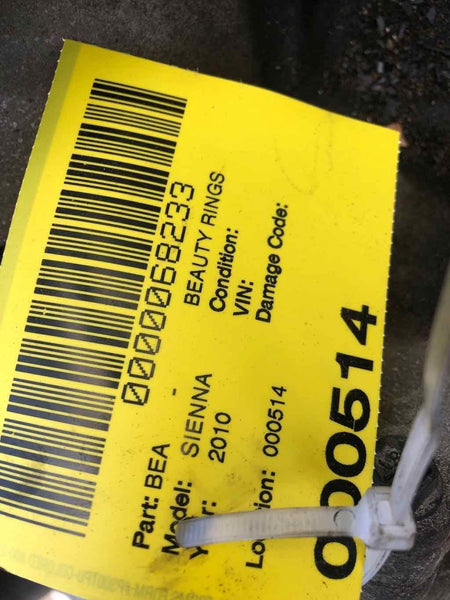 0000068233
Part: BEA - BEAUTY RINGS
Model: SIENNA Condition:
2010 VIN:
Damage Code:
Location: 000514
000514